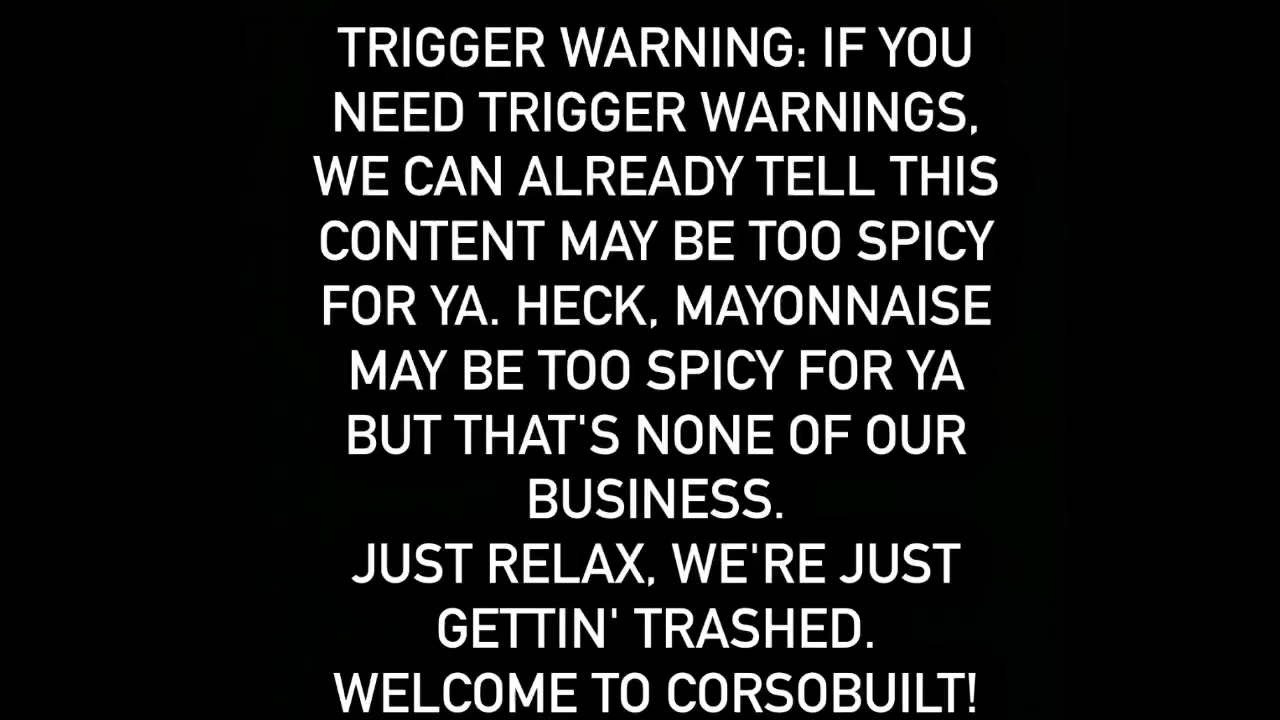 TRIGGER WARNING: IF YOU
NEED TRIGGER WARNINGS,
WE CAN ALREADY TELL THIS
CONTENT MAY BE TOO SPICY
FOR YA. HECK, MAYONNAISE
MAY BE TOO SPICY FOR YA
BUT THAT'S NONE OF OUR
BUSINESS.
JUST RELAX, WE'RE JUST
GETTIN' TRASHED.
WELCOME TO CORSOBUILT!